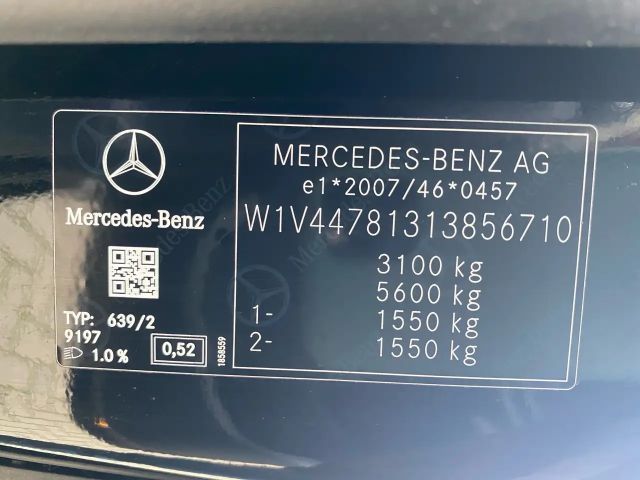 Mercedes-Benz
TYP: 639/2
9197
1.0 %
0,52
1858559
MERCEDES-BENZ AG
e1*2007/46*0457
W1V44781313856710
3100 kg
5600 kg
1- 1550 kg
2- 1550 kg